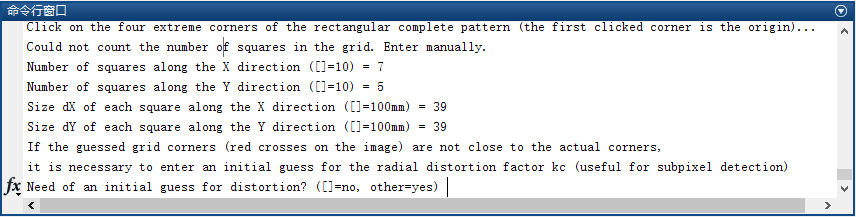 命令行窗口
Click on the four extreme corners of the rectangular complete pattern (the first clicked corner is the origin)...
Could not count the number of squares in the grid. Enter manually.
Number of squares along the X direction ([]=10) = 7
Number of squares along the Y direction ([]=10) = 5
Size dX of each square along the X direction ([]=100mm) = 39
Size dY of each square along the Y direction ([]=100mm) = 39
If the guessed grid corners (red crosses on the image) are not close to the actual corners,
it is necessary to enter an initial guess for the radial distortion factor kc (useful for subpixel detection)
fx Need of an initial guess for distortion? ([]=no, other=yes)